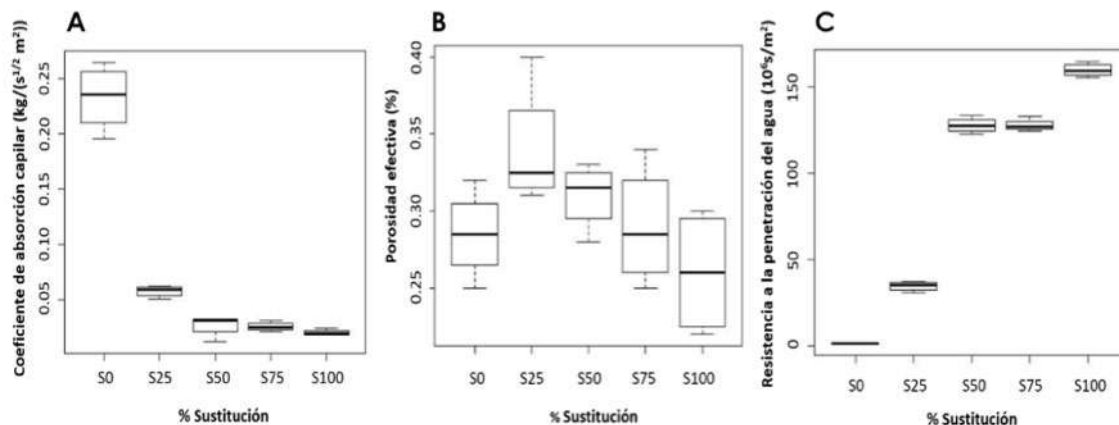 A
Coeficiente de absorción capilar (kg/(s¹/² m²))
0.25
0.20
0.10
0.05
S0 S25 S50 S75 S100
% Sustitución
B
Porosidad efectiva (%)
0.40
0.35
0.30
0.25
S0 S25 S50 S75 S100
% Sustitución
C
Resistencia a la penetración del agua (10⁶s/m²)
150
100
50
0
S0 S25 S50 S75 S100
% Sustitución